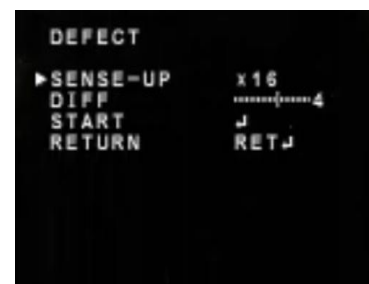 DEFECT
►SENSE-UP x16
DIFF 4
START ↲
RETURN RET↲